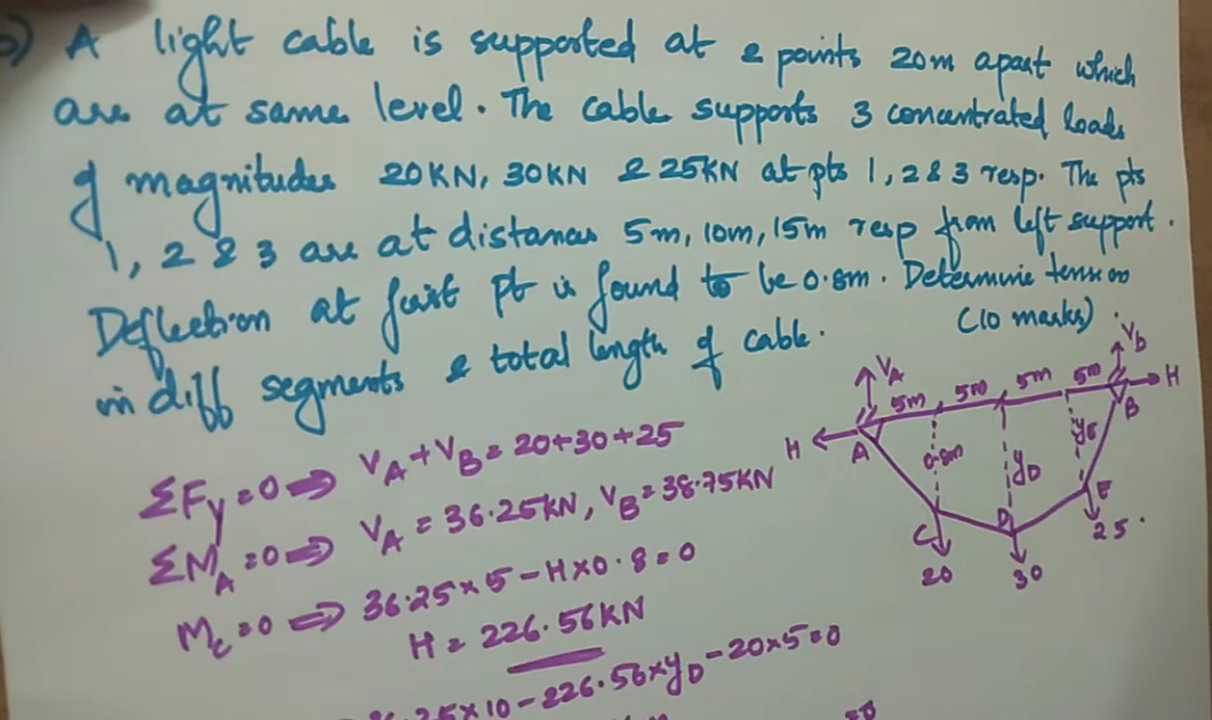 A light cable is supported at 2 points 20m apart which
are at same level. The cable supports 3 concentrated loads
of magnitudes 20KN, 30KN & 25KN at pts 1, 2 & 3 resp. The pts
1, 2 & 3 are at distances 5m, 10m, 15m resp from left support.
Deflection at first pt is found to be 0.8m. Determine tension
in diff segments & total length of cable. (10 marks).
VA 5m 5m 5m 5m Vb
H A B H
0.8m yD yE
C D E
20 30 25.
ΣFy=0 ⇒ VA+VB = 20+30+25
ΣMA=0 ⇒ VA = 36.25KN, VB = 38.75KN
Mc=0 ⇒ 36.25×5-H×0.8=0
H = 226.56KN
×10-226.56×yD-20×5=0
=0